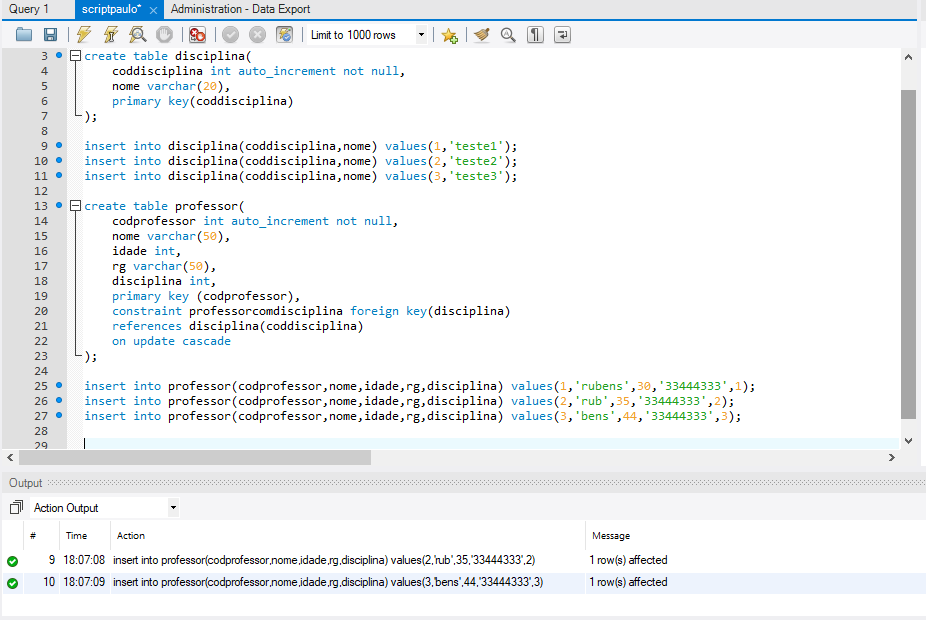 Query 1 scriptpaulo* Administration - Data Export
Limit to 1000 rows
3 create table disciplina(
4 coddisciplina int auto_increment not null,
5 nome varchar(20),
6 primary key(coddisciplina)
7 );
8
9 insert into disciplina(coddisciplina,nome) values(1,'teste1');
10 insert into disciplina(coddisciplina,nome) values(2,'teste2');
11 insert into disciplina(coddisciplina,nome) values(3,'teste3');
12
13 create table professor(
14 codprofessor int auto_increment not null,
15 nome varchar(50),
16 idade int,
17 rg varchar(50),
18 disciplina int,
19 primary key (codprofessor),
20 constraint professorcomdisciplina foreign key(disciplina)
21 references disciplina(coddisciplina)
22 on update cascade
23 );
24
25 insert into professor(codprofessor,nome,idade,rg,disciplina) values(1,'rubens',30,'33444333',1);
26 insert into professor(codprofessor,nome,idade,rg,disciplina) values(2,'rub',35,'33444333',2);
27 insert into professor(codprofessor,nome,idade,rg,disciplina) values(3,'bens',44,'33444333',3);
28
29
Output
Action Output
# Time Action Message
9 18:07:08 insert into professor(codprofessor,nome,idade,rg,disciplina) values(2,'rub',35,'33444333',2) 1 row(s) affected
10 18:07:09 insert into professor(codprofessor,nome,idade,rg,disciplina) values(3,'bens',44,'33444333',3) 1 row(s) affected